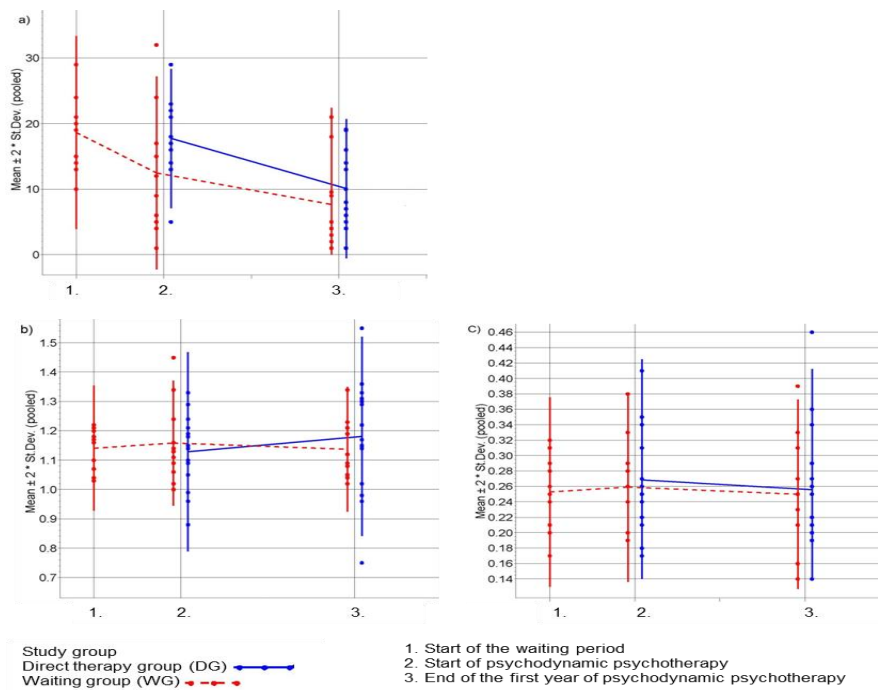 a)
Mean ± 2 * St.Dev. (pooled)
30
20
10
0
1. 2. 3.
b)
Mean ± 2 * St.Dev. (pooled)
1.5
1.4
1.3
1.2
1.1
1.0
0.9
0.8
0.7
1. 2. 3.
c)
Mean ± 2 * St.Dev. (pooled)
0.46
0.44
0.42
0.40
0.38
0.36
0.34
0.32
0.30
0.28
0.26
0.24
0.22
0.20
0.18
0.16
0.14
1. 2. 3.
Study group
Direct therapy group (DG)
Waiting group (WG)
1. Start of the waiting period
2. Start of psychodynamic psychotherapy
3. End of the first year of psychodynamic psychotherapy